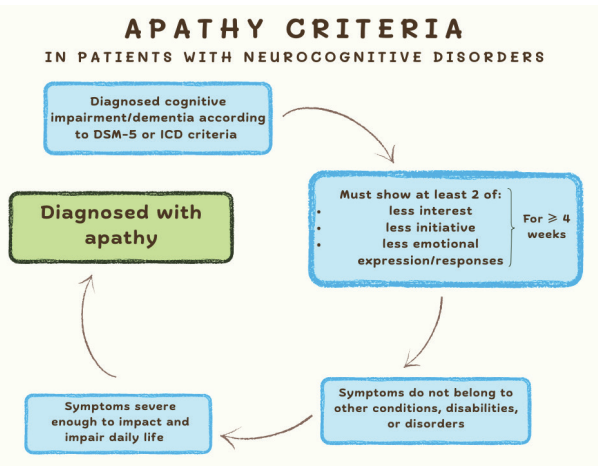 APATHY CRITERIA
IN PATIENTS WITH NEUROCOGNITIVE DISORDERS
Diagnosed cognitive
impairment/dementia according
to DSM-5 or ICD criteria
Must show at least 2 of:
• less interest
• less initiative
• less emotional
expression/responses
For ⩾ 4
weeks
Symptoms do not belong to
other conditions, disabilities,
or disorders
Symptoms severe
enough to impact and
impair daily life
Diagnosed with
apathy